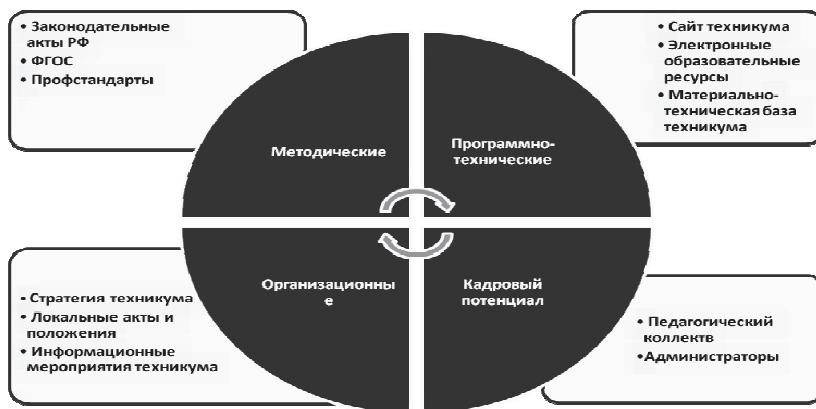 • Законодательные
акты РФ
• ФГОС
• Профстандарты
• Сайт техникума
• Электронные
образовательные
ресурсы
• Материально-
техническая база
техникума
Методические
Программно-
технические
Организационны
е
Кадровый
потенциал
• Стратегия техникума
• Локальные акты и
положения
• Информационные
мероприятия техникума
• Педагогический
коллектв
• Администраторы